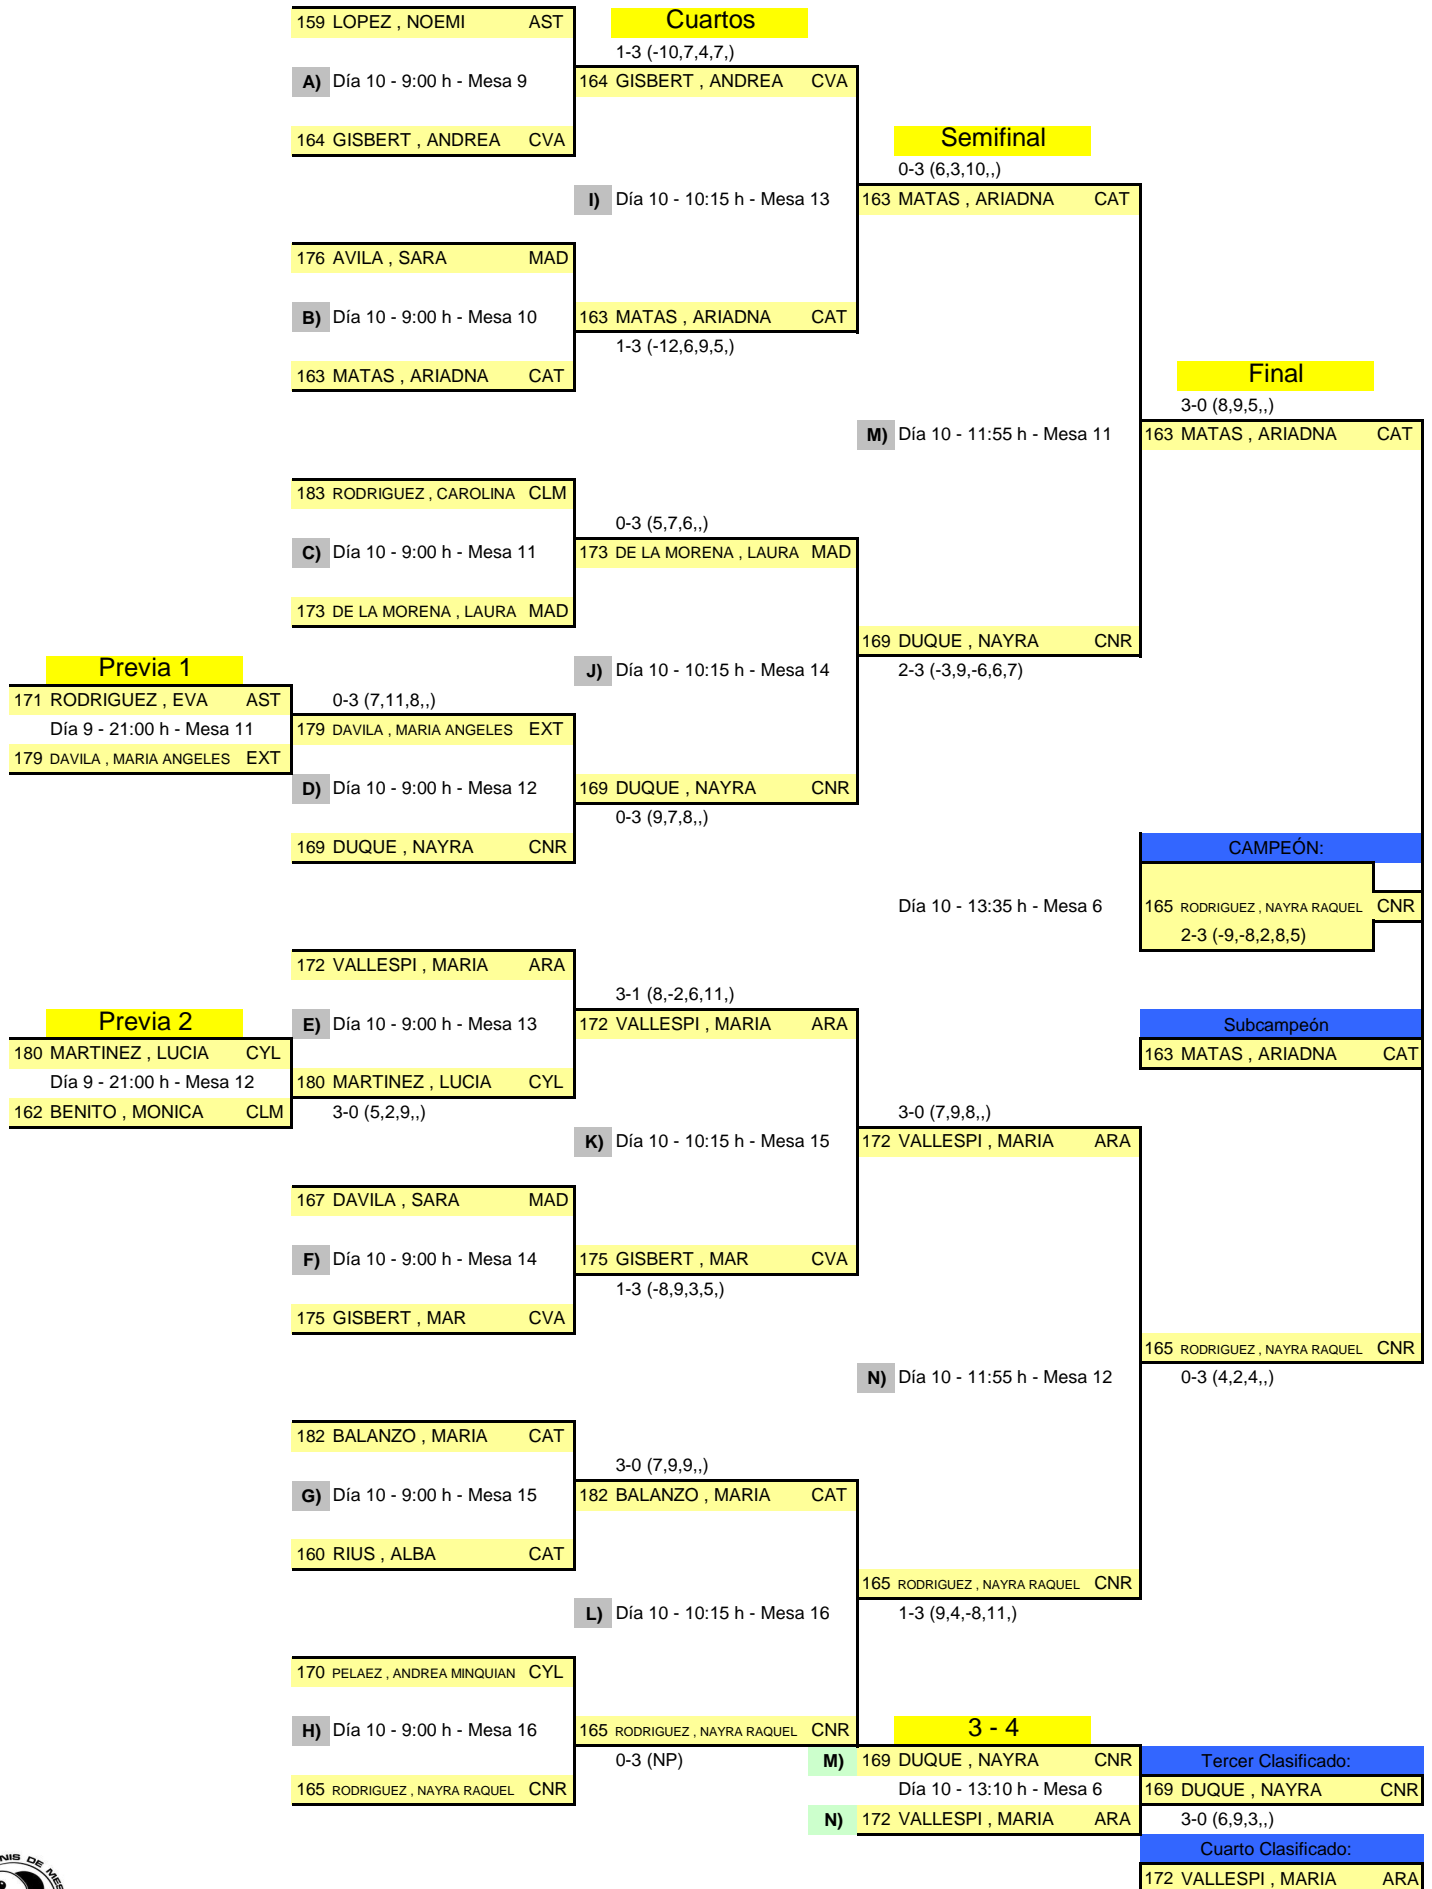 159 LOPEZ , NOEMI AST
Cuartos
1-3 (-10,7,4,7,)
A) Día 10 - 9:00 h - Mesa 9
164 GISBERT , ANDREA CVA
164 GISBERT , ANDREA CVA
Semifinal
0-3 (6,3,10,,)
I) Día 10 - 10:15 h - Mesa 13
163 MATAS , ARIADNA CAT
176 AVILA , SARA MAD
B) Día 10 - 9:00 h - Mesa 10
163 MATAS , ARIADNA CAT
1-3 (-12,6,9,5,)
163 MATAS , ARIADNA CAT
Final
3-0 (8,9,5,,)
M) Día 10 - 11:55 h - Mesa 11
163 MATAS , ARIADNA CAT
183 RODRIGUEZ , CAROLINA CLM
0-3 (5,7,6,,)
C) Día 10 - 9:00 h - Mesa 11
173 DE LA MORENA , LAURA MAD
173 DE LA MORENA , LAURA MAD
169 DUQUE , NAYRA CNR
Previa 1
J) Día 10 - 10:15 h - Mesa 14
2-3 (-3,9,-6,6,7)
171 RODRIGUEZ , EVA AST
0-3 (7,11,8,,)
Día 9 - 21:00 h - Mesa 11
179 DAVILA , MARIA ANGELES EXT
179 DAVILA , MARIA ANGELES EXT
D) Día 10 - 9:00 h - Mesa 12
169 DUQUE , NAYRA CNR
0-3 (9,7,8,,)
169 DUQUE , NAYRA CNR
CAMPEÓN:
Día 10 - 13:35 h - Mesa 6
165 RODRIGUEZ , NAYRA RAQUEL CNR
2-3 (-9,-8,2,8,5)
172 VALLESPI , MARIA ARA
3-1 (8,-2,6,11,)
Previa 2
E) Día 10 - 9:00 h - Mesa 13
172 VALLESPI , MARIA ARA
Subcampeón
180 MARTINEZ , LUCIA CYL
163 MATAS , ARIADNA CAT
Día 9 - 21:00 h - Mesa 12
180 MARTINEZ , LUCIA CYL
162 BENITO , MONICA CLM
3-0 (5,2,9,,)
3-0 (7,9,8,,)
K) Día 10 - 10:15 h - Mesa 15
172 VALLESPI , MARIA ARA
167 DAVILA , SARA MAD
F) Día 10 - 9:00 h - Mesa 14
175 GISBERT , MAR CVA
1-3 (-8,9,3,5,)
175 GISBERT , MAR CVA
165 RODRIGUEZ , NAYRA RAQUEL CNR
N) Día 10 - 11:55 h - Mesa 12
0-3 (4,2,4,,)
182 BALANZO , MARIA CAT
3-0 (7,9,9,,)
G) Día 10 - 9:00 h - Mesa 15
182 BALANZO , MARIA CAT
160 RIUS , ALBA CAT
165 RODRIGUEZ , NAYRA RAQUEL CNR
L) Día 10 - 10:15 h - Mesa 16
1-3 (9,4,-8,11,)
170 PELAEZ , ANDREA MINQUIAN CYL
H) Día 10 - 9:00 h - Mesa 16
165 RODRIGUEZ , NAYRA RAQUEL CNR
3 - 4
0-3 (NP)
M) 169 DUQUE , NAYRA CNR
Tercer Clasificado:
165 RODRIGUEZ , NAYRA RAQUEL CNR
Día 10 - 13:10 h - Mesa 6
169 DUQUE , NAYRA CNR
N) 172 VALLESPI , MARIA ARA
3-0 (6,9,3,,)
Cuarto Clasificado:
172 VALLESPI , MARIA ARA